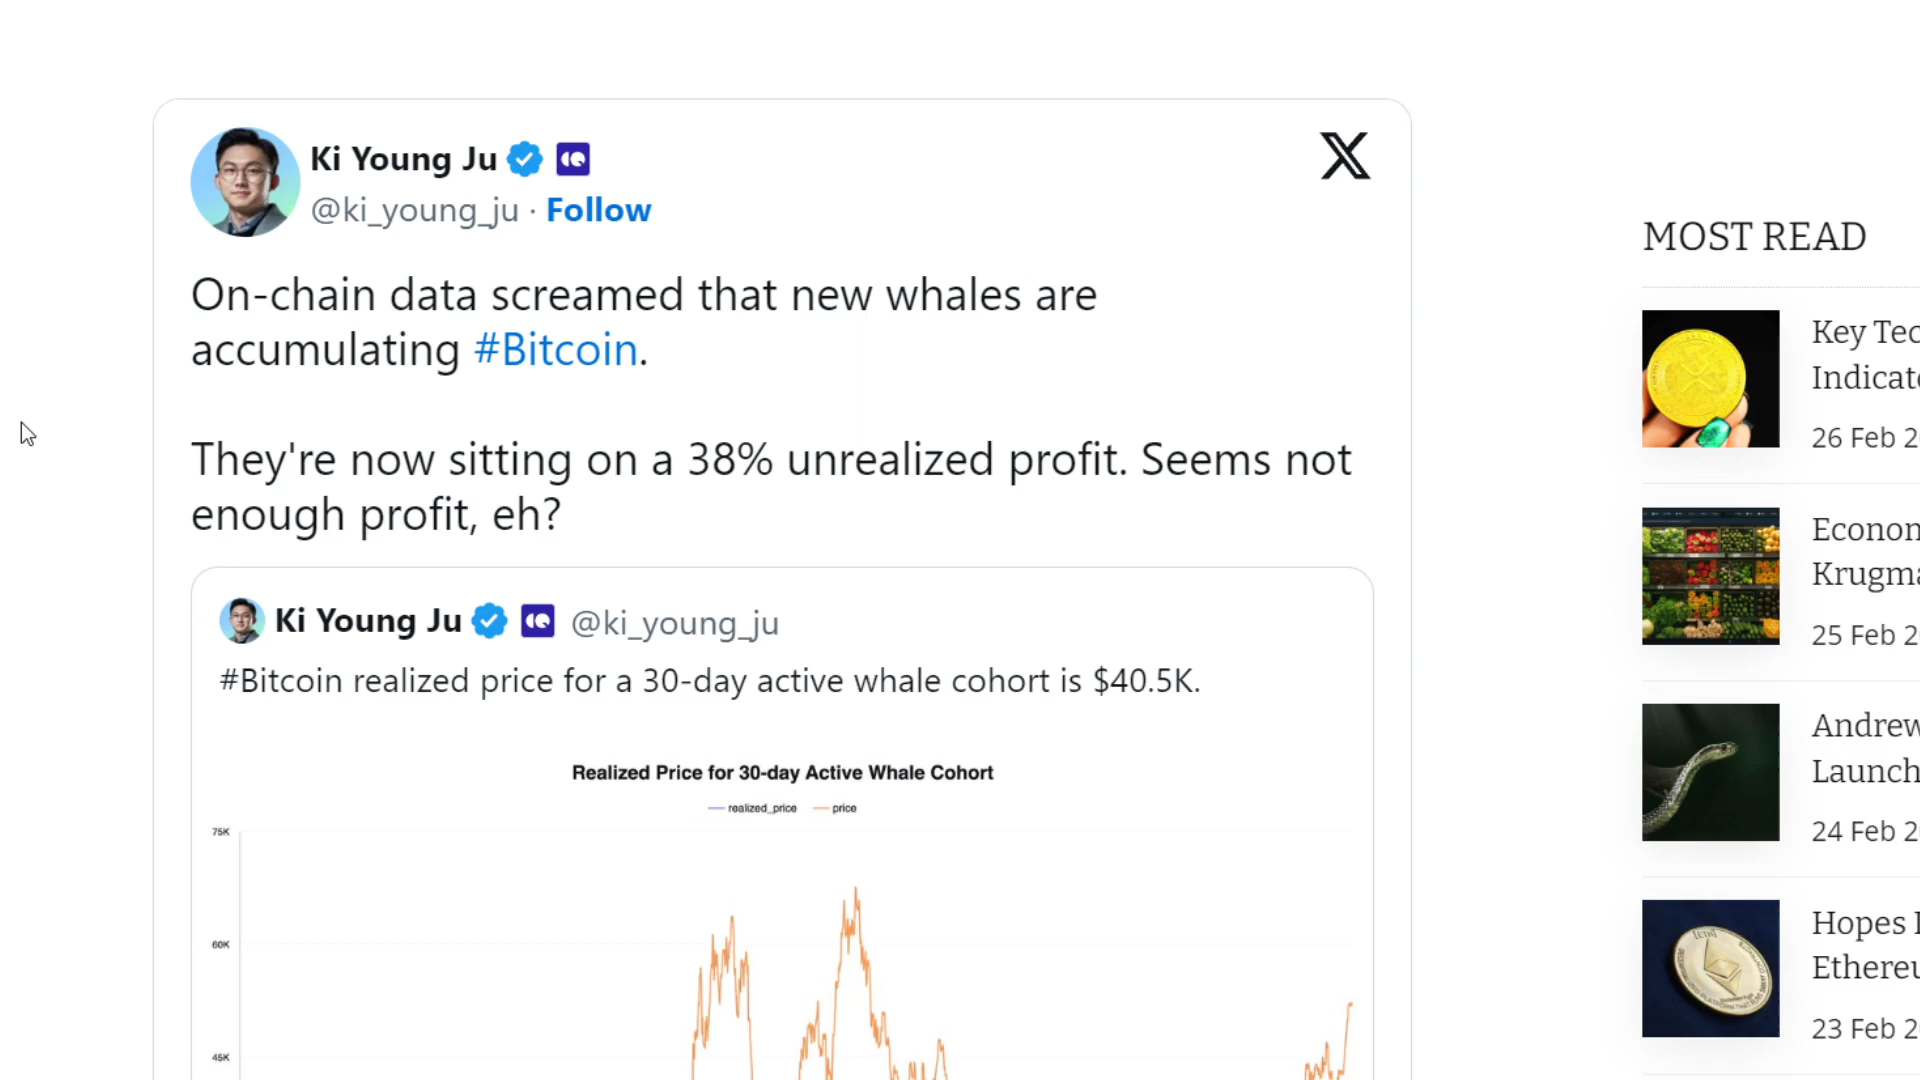 Ki Young Ju
@ki_young_ju · Follow
On-chain data screamed that new whales are
accumulating #Bitcoin.
They're now sitting on a 38% unrealized profit. Seems not
enough profit, eh?
Ki Young Ju @ki_young_ju
#Bitcoin realized price for a 30-day active whale cohort is $40.5K.
Realized Price for 30-day Active Whale Cohort
realized_price price
75K
60K
45K
MOST READ
Key Tec
Indicat
26 Feb 2
Econom
Krugma
25 Feb 2
Andrew
Launch
24 Feb 2
Hopes
Ethereu
23 Feb 2